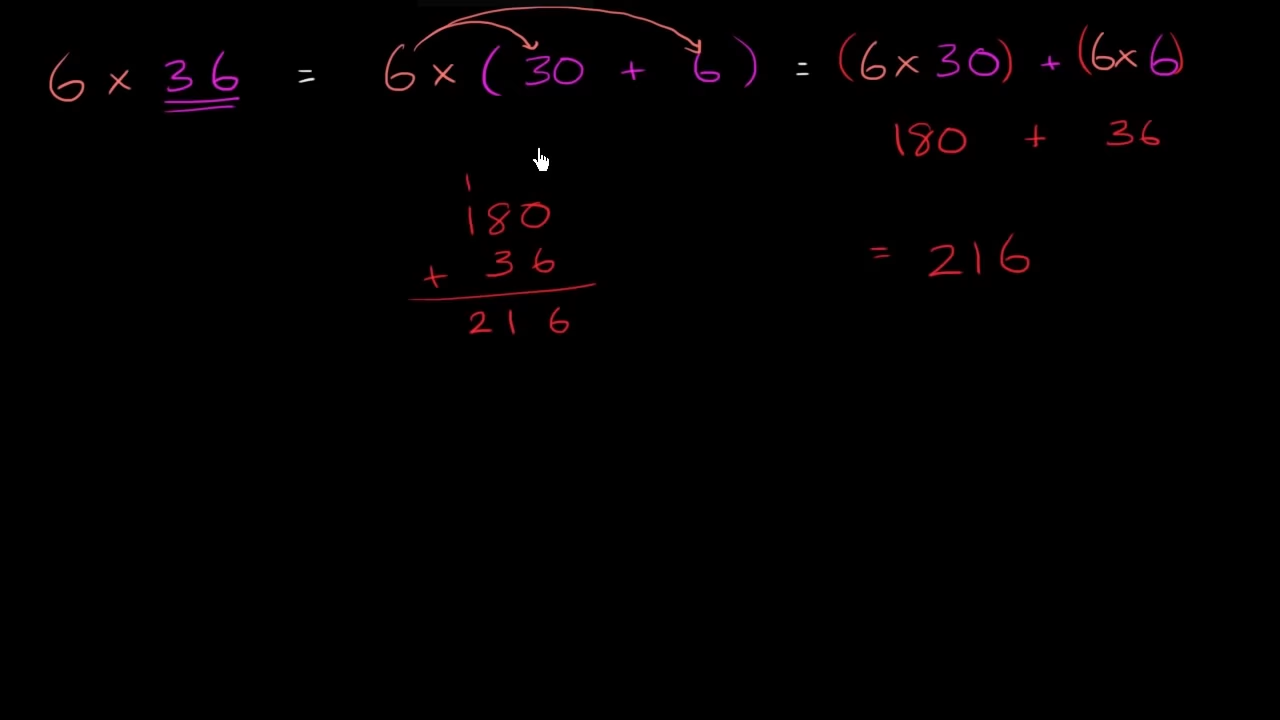 6 × 36 = 6 × ( 30 + 6 ) = (6 × 30) + (6 × 6)
180 + 36
1
180
+ 36
216
= 216